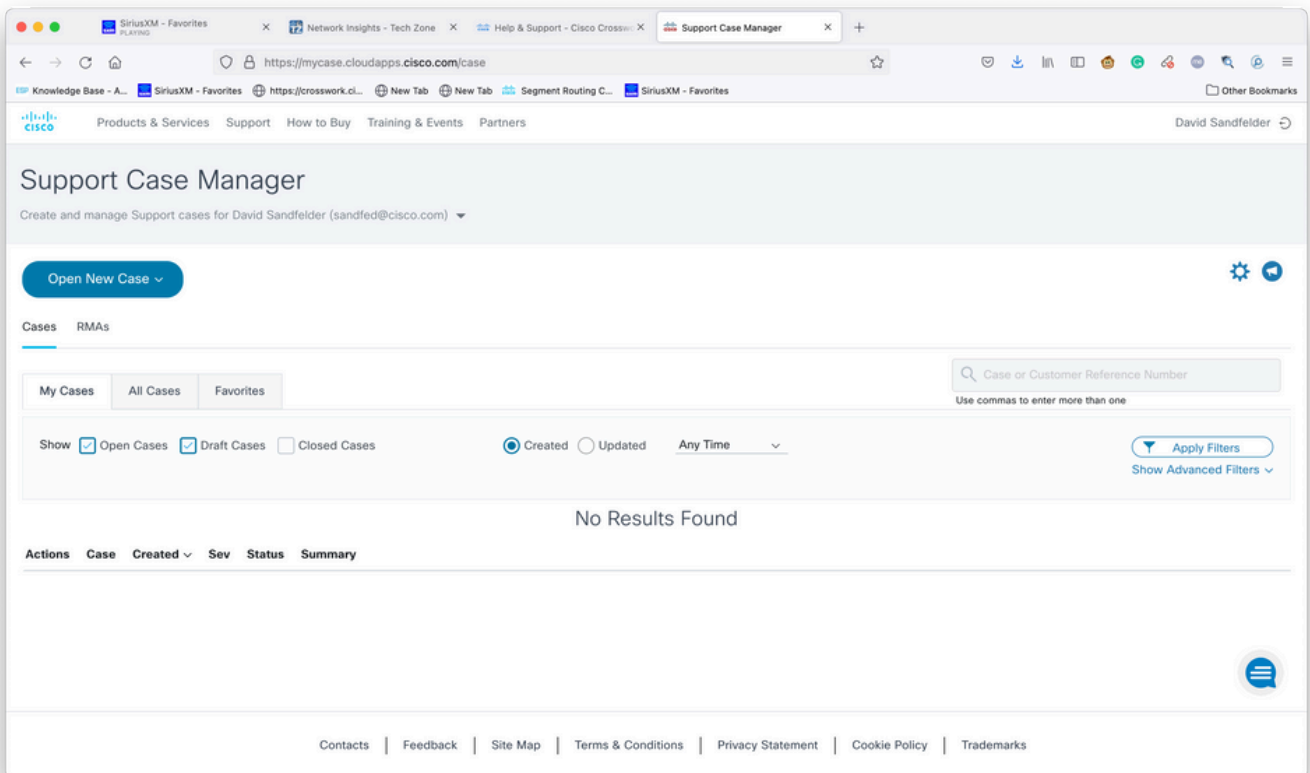 SiriusXM - Favorites
PLAYING
Network Insights - Tech Zone
Help & Support - Cisco Crossw
Support Case Manager
https://mycase.cloudapps.cisco.com/case
Knowledge Base - A...
SiriusXM - Favorites
https://crosswork.ci...
New Tab
New Tab
Segment Routing C...
SiriusXM - Favorites
Other Bookmarks
CISCO
Products & Services Support How to Buy Training & Events Partners
David Sandfelder
Support Case Manager
Create and manage Support cases for David Sandfelder (sandfed@cisco.com)
Open New Case
Cases RMAs
My Cases All Cases Favorites
Case or Customer Reference Number
Use commas to enter more than one
Show Open Cases Draft Cases Closed Cases Created Updated Any Time
Apply Filters
Show Advanced Filters
No Results Found
Actions Case Created Sev Status Summary
Contacts | Feedback | Site Map | Terms & Conditions | Privacy Statement | Cookie Policy | Trademarks